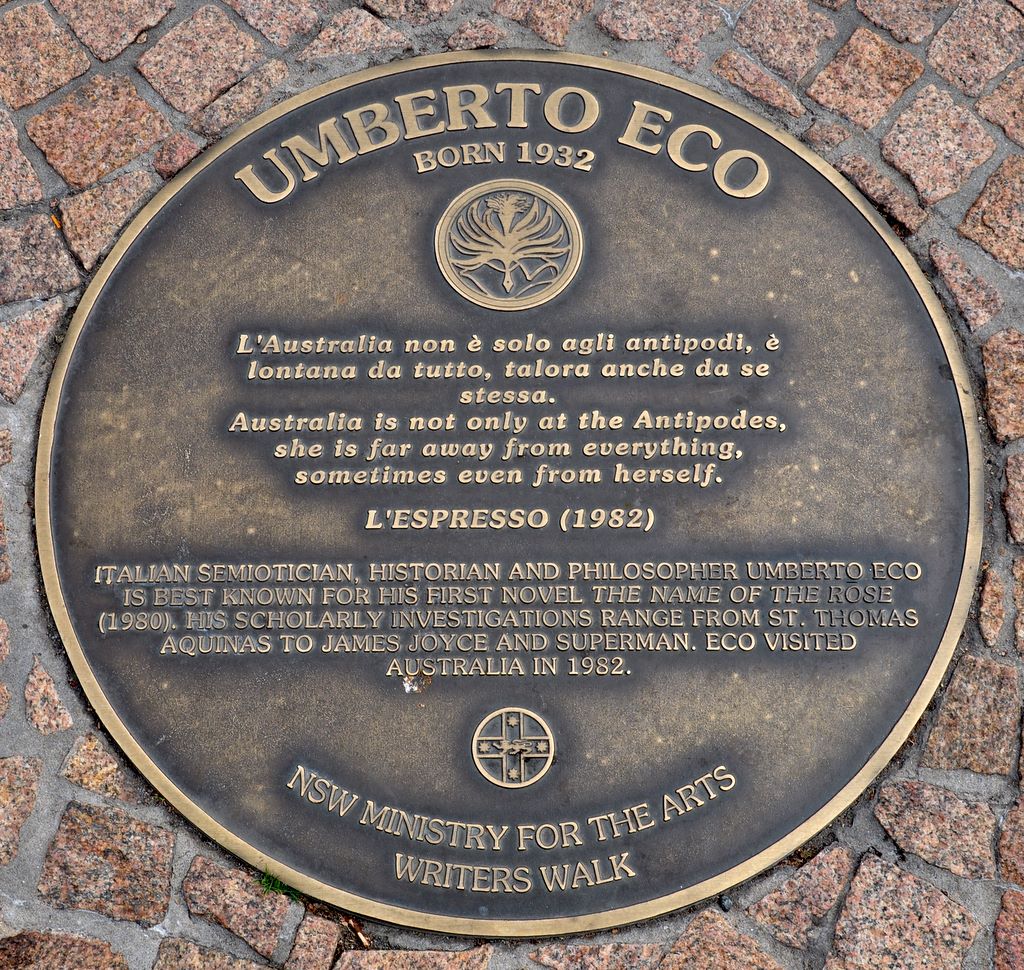 UMBERTO ECO
BORN 1932
L'Australia non è solo agli antipodi, è
lontana da tutto, talora anche da se
stessa.
Australia is not only at the Antipodes,
she is far away from everything,
sometimes even from herself.
L'ESPRESSO (1982)
ITALIAN SEMIOTICIAN, HISTORIAN AND PHILOSOPHER UMBERTO ECO
IS BEST KNOWN FOR HIS FIRST NOVEL THE NAME OF THE ROSE
(1980). HIS SCHOLARLY INVESTIGATIONS RANGE FROM ST. THOMAS
AQUINAS TO JAMES JOYCE AND SUPERMAN. ECO VISITED
AUSTRALIA IN 1982.
NSW MINISTRY FOR THE ARTS
WRITERS WALK